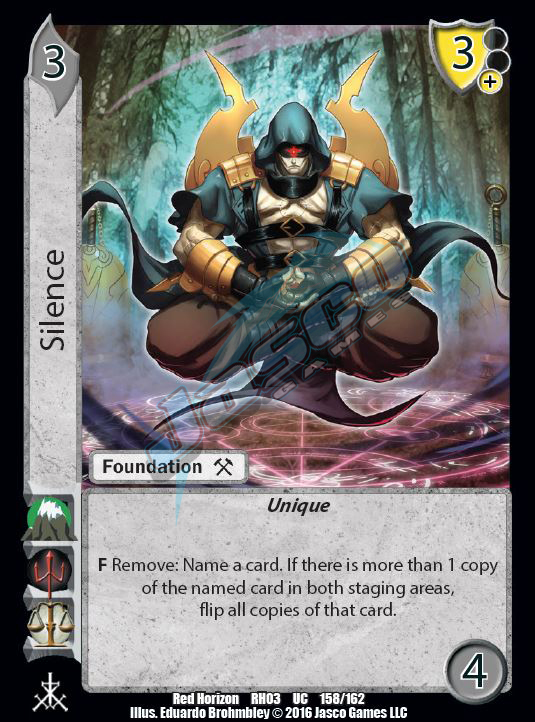 3
3
+
Silence
JASCO
GAMES
Foundation
Unique
F Remove: Name a card. If there is more than 1 copy
of the named card in both staging areas,
flip all copies of that card.
4
Red Horizon RH03 UC 158/162
Illus. Eduardo Brohmbley © 2016 Jasco Games LLC